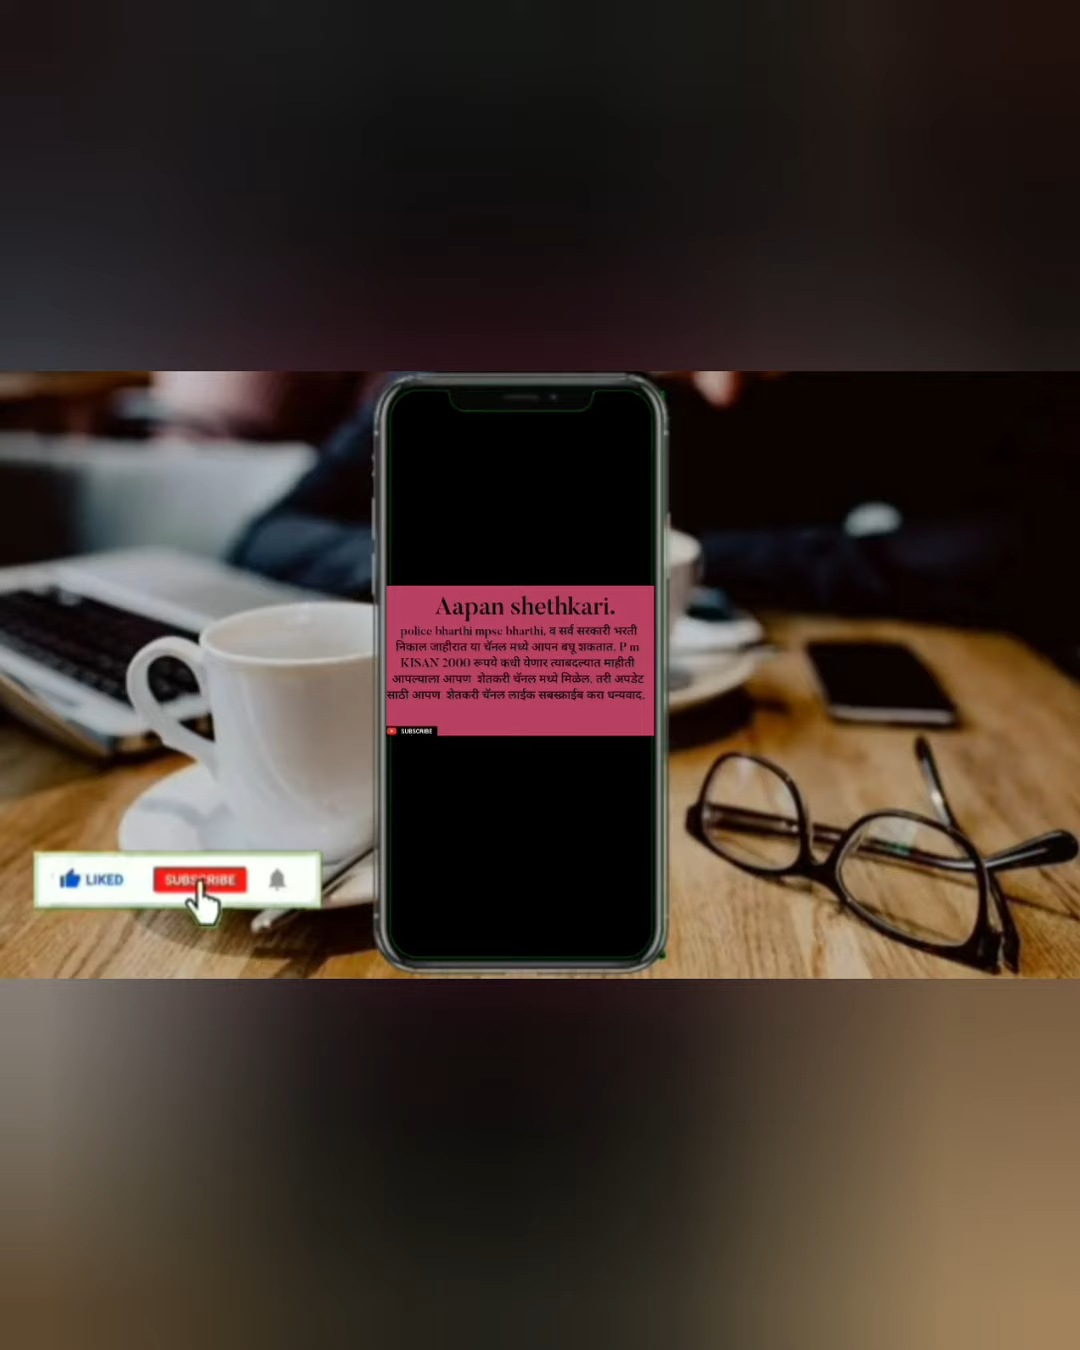 Aapan shethkari.
police bharthi mpsc bharthi, व सर्व सरकारी भरती
निकाल जाहीरात या चॅनल मध्ये आपन बघू शकतात. P m
KISAN 2000 रूपये कधी येणार त्याबदल्यात माहीती
आपल्याला आपण शेतकरी चॅनल मध्ये मिळेल. तरी अपडेट
साठी आपण शेतकरी चॅनल लाईक सबस्क्राईब करा धन्यवाद.
SUBSCRIBE
LIKED SUBSCRIBE